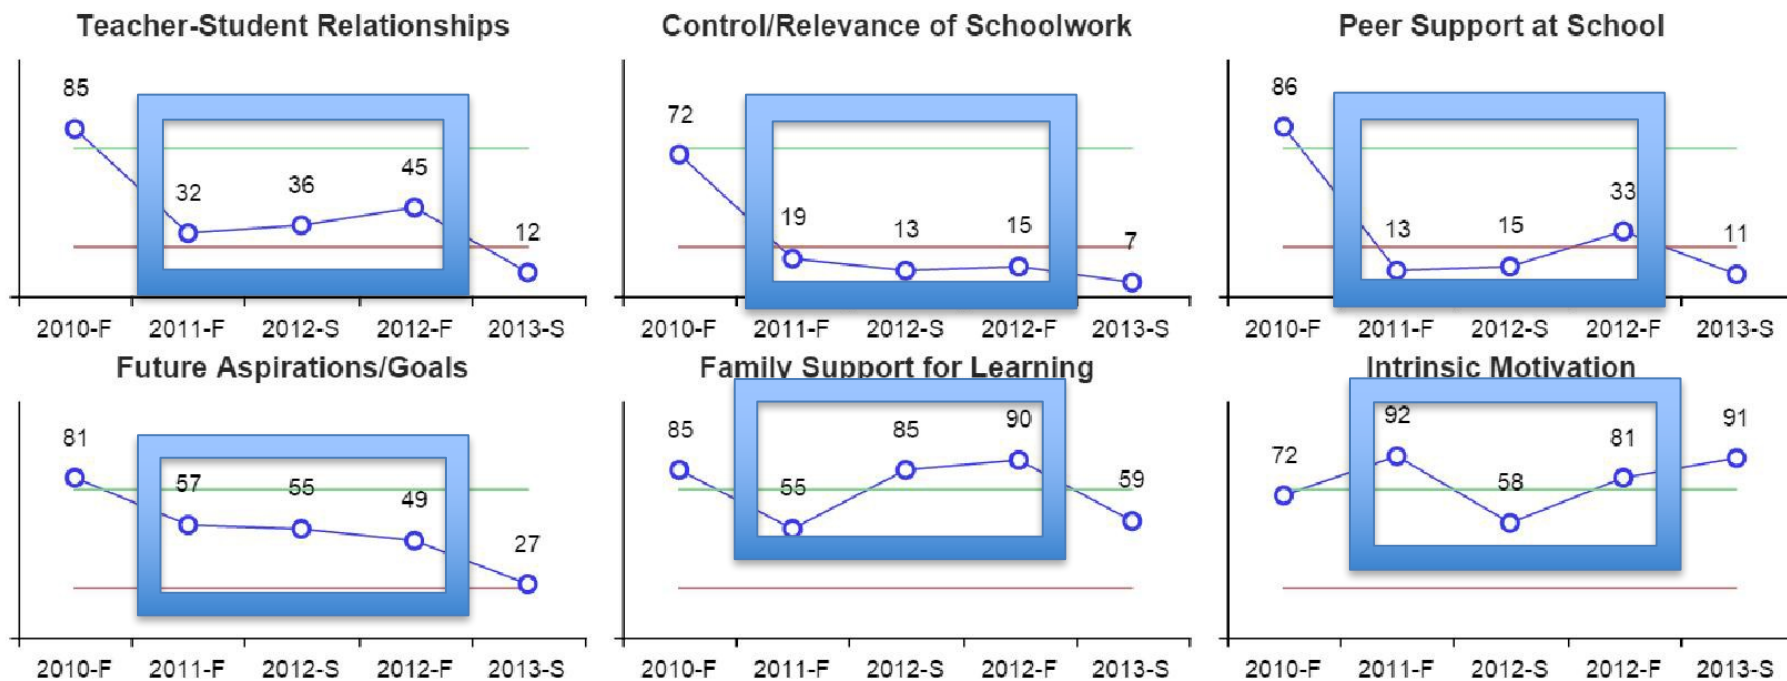 Teacher-Student Relationships
85
32
36
45
12
2010-F 2011-F 2012-S 2012-F 2013-S
Control/Relevance of Schoolwork
72
19
13
15
7
2010-F 2011-F 2012-S 2012-F 2013-S
Peer Support at School
86
13
15
33
11
2010-F 2011-F 2012-S 2012-F 2013-S
Future Aspirations/Goals
81
57
55
49
27
2010-F 2011-F 2012-S 2012-F 2013-S
Family Support for Learning
85
55
85
90
59
2010-F 2011-F 2012-S 2012-F 2013-S
Intrinsic Motivation
72
92
58
81
91
2010-F 2011-F 2012-S 2012-F 2013-S